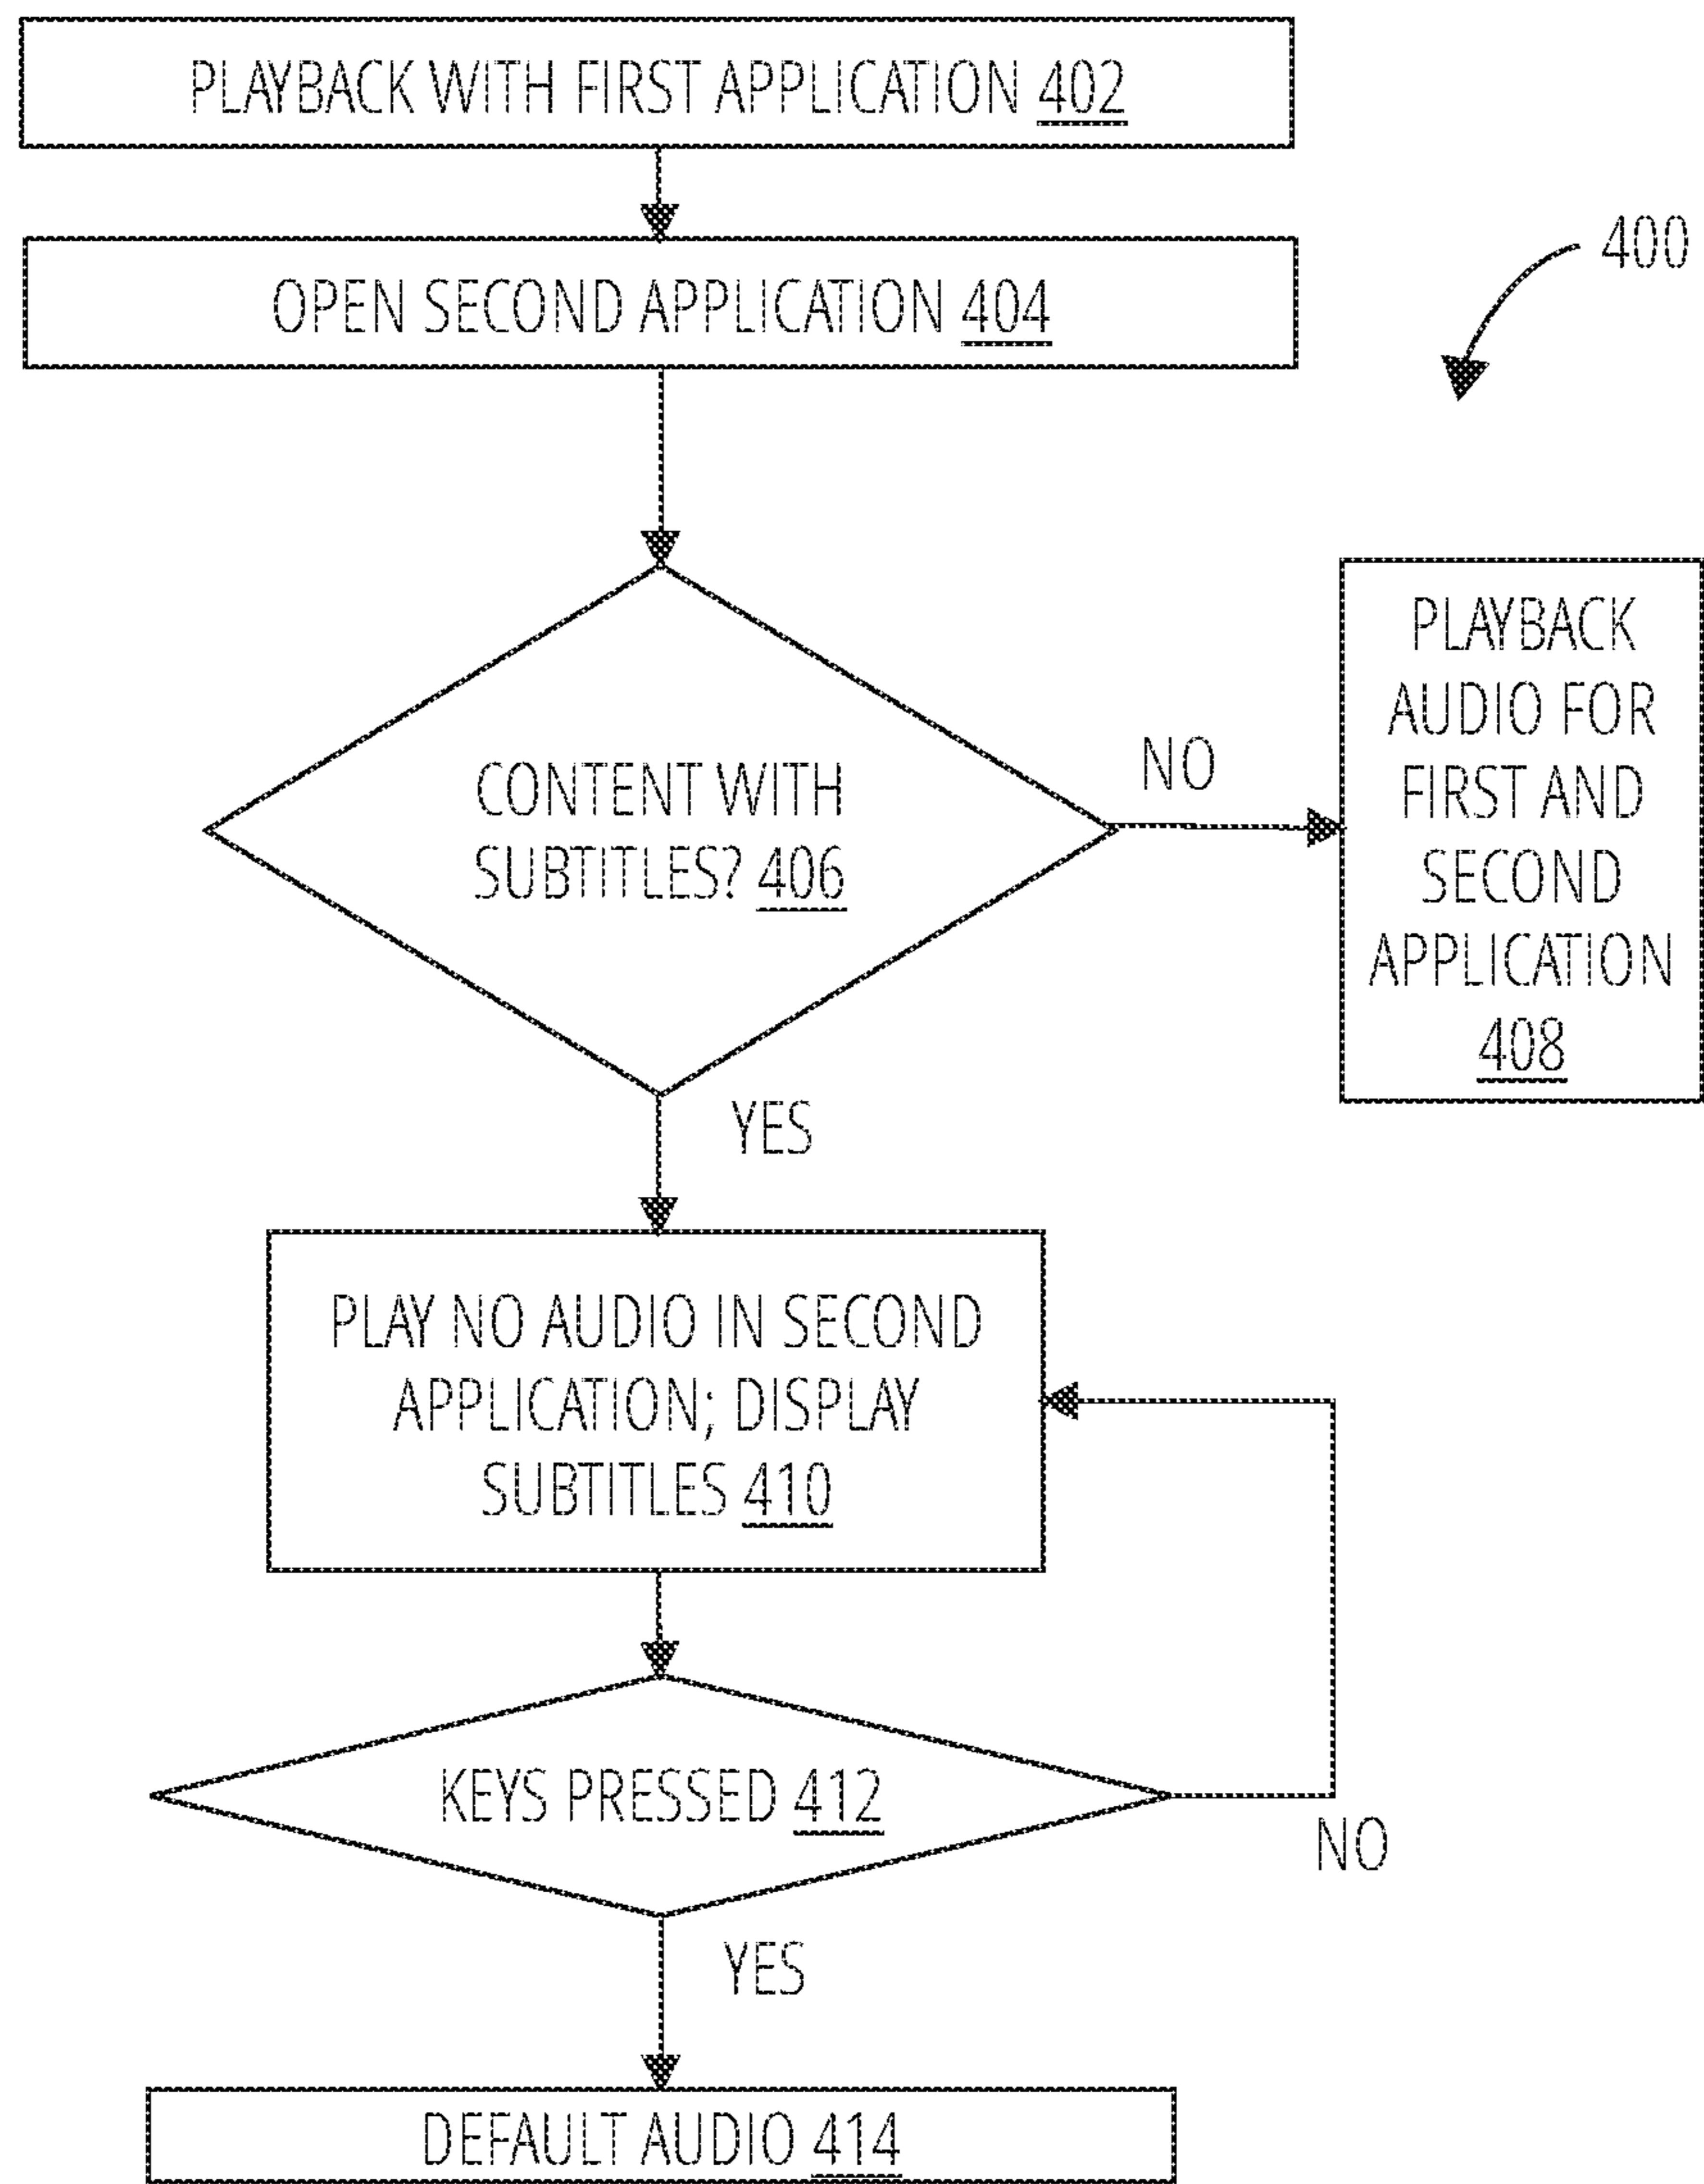 PLAYBACK WITH FIRST APPLICATION 402
OPEN SECOND APPLICATION 404
400
CONTENT WITH
SUBTITLES? 406
NO
PLAYBACK
AUDIO FOR
FIRST AND
SECOND
APPLICATION
408
YES
PLAY NO AUDIO IN SECOND
APPLICATION; DISPLAY
SUBTITLES 410
KEYS PRESSED 412
NO
YES
DEFAULT AUDIO 414